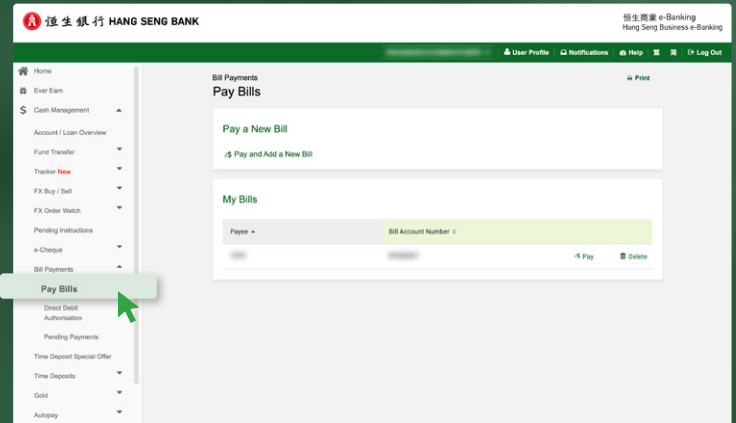 恒生銀行 HANG SENG BANK
恒生商業 e-Banking
Hang Seng Business e-Banking
User Profile
Notifications
Help
繁
簡
Log Out
Home
Ever Earn
Cash Management
Account / Loan Overview
Fund Transfer
Tracker New
FX Buy / Sell
FX Order Watch
Pending Instructions
e-Cheque
Bill Payments
Pay Bills
Direct Debit
Authorisation
Pending Payments
Time Deposit Special Offer
Time Deposits
Gold
Autopay
Bill Payments
Print
Pay Bills
Pay a New Bill
Pay and Add a New Bill
My Bills
Payee
Bill Account Number
Pay
Delete